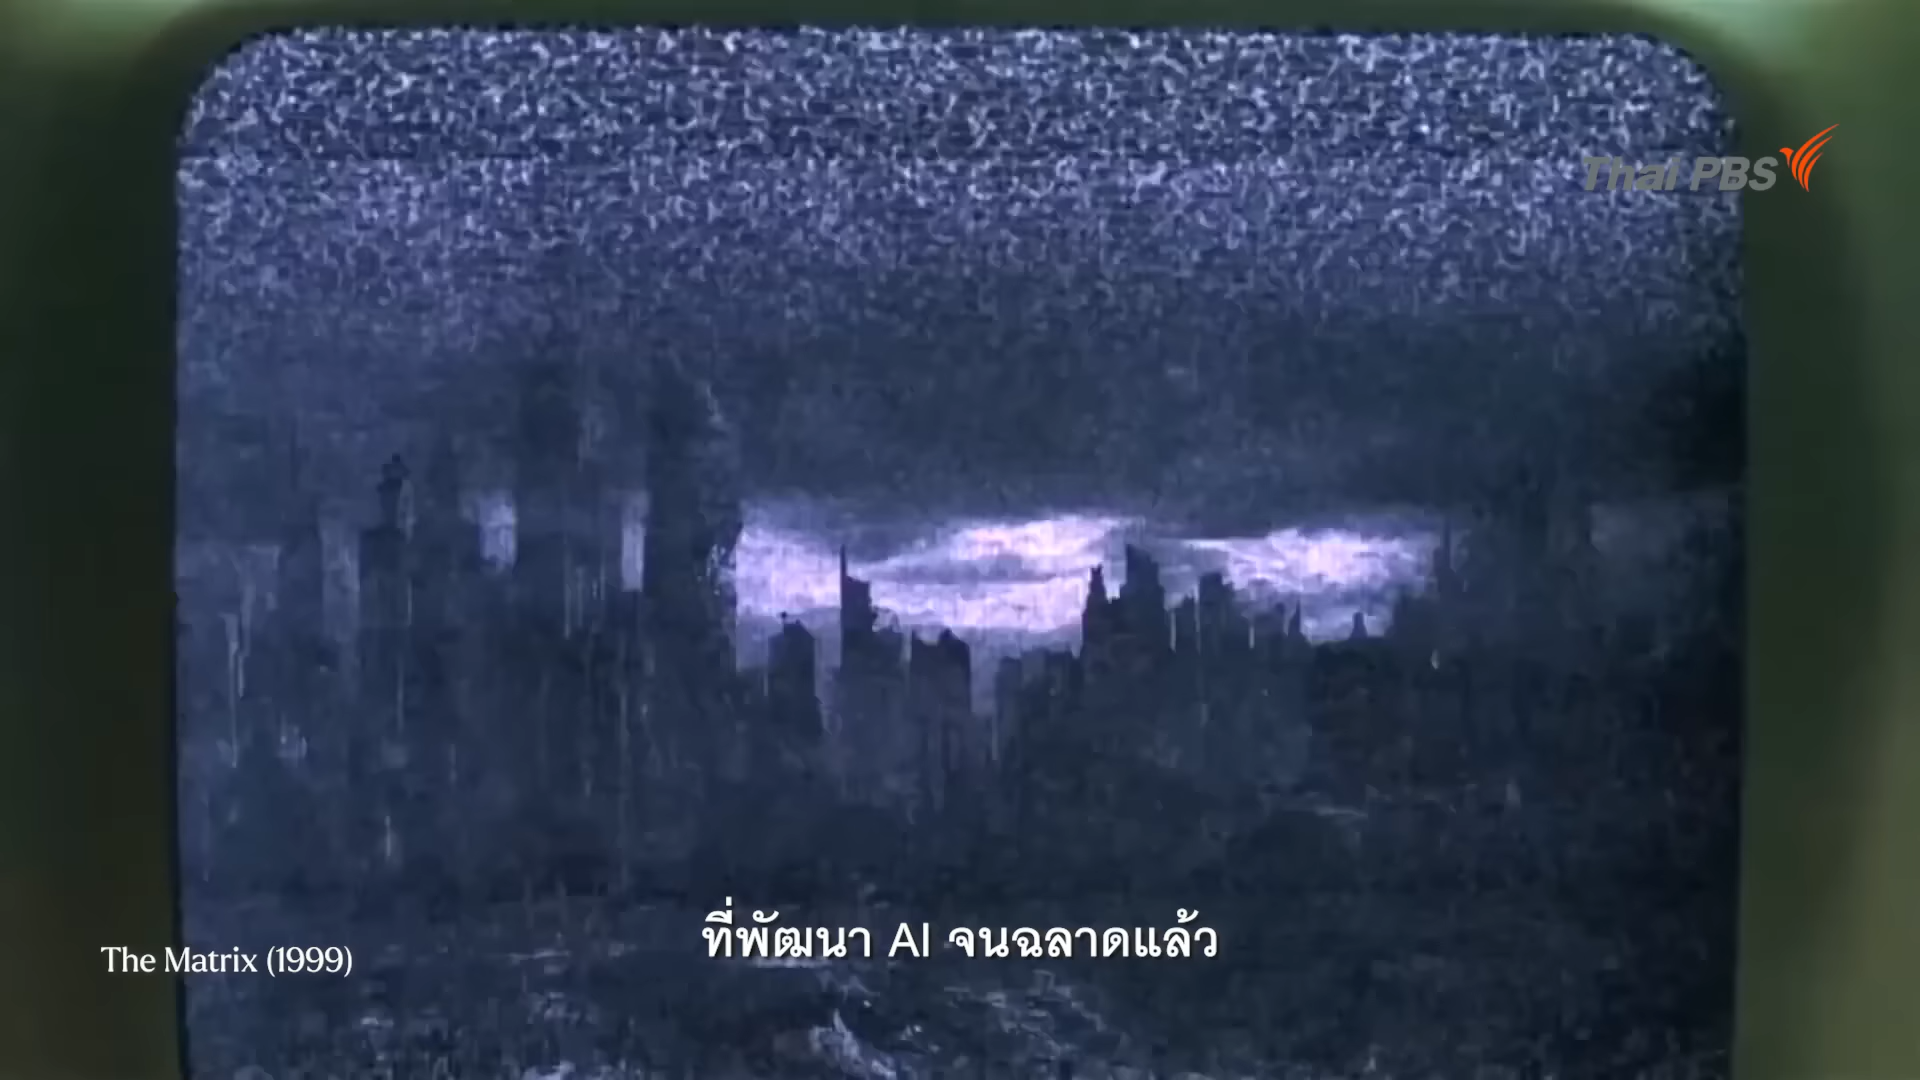 Thai PBS
ที่พัฒนา AI จนฉลาดแล้ว
The Matrix (1999)